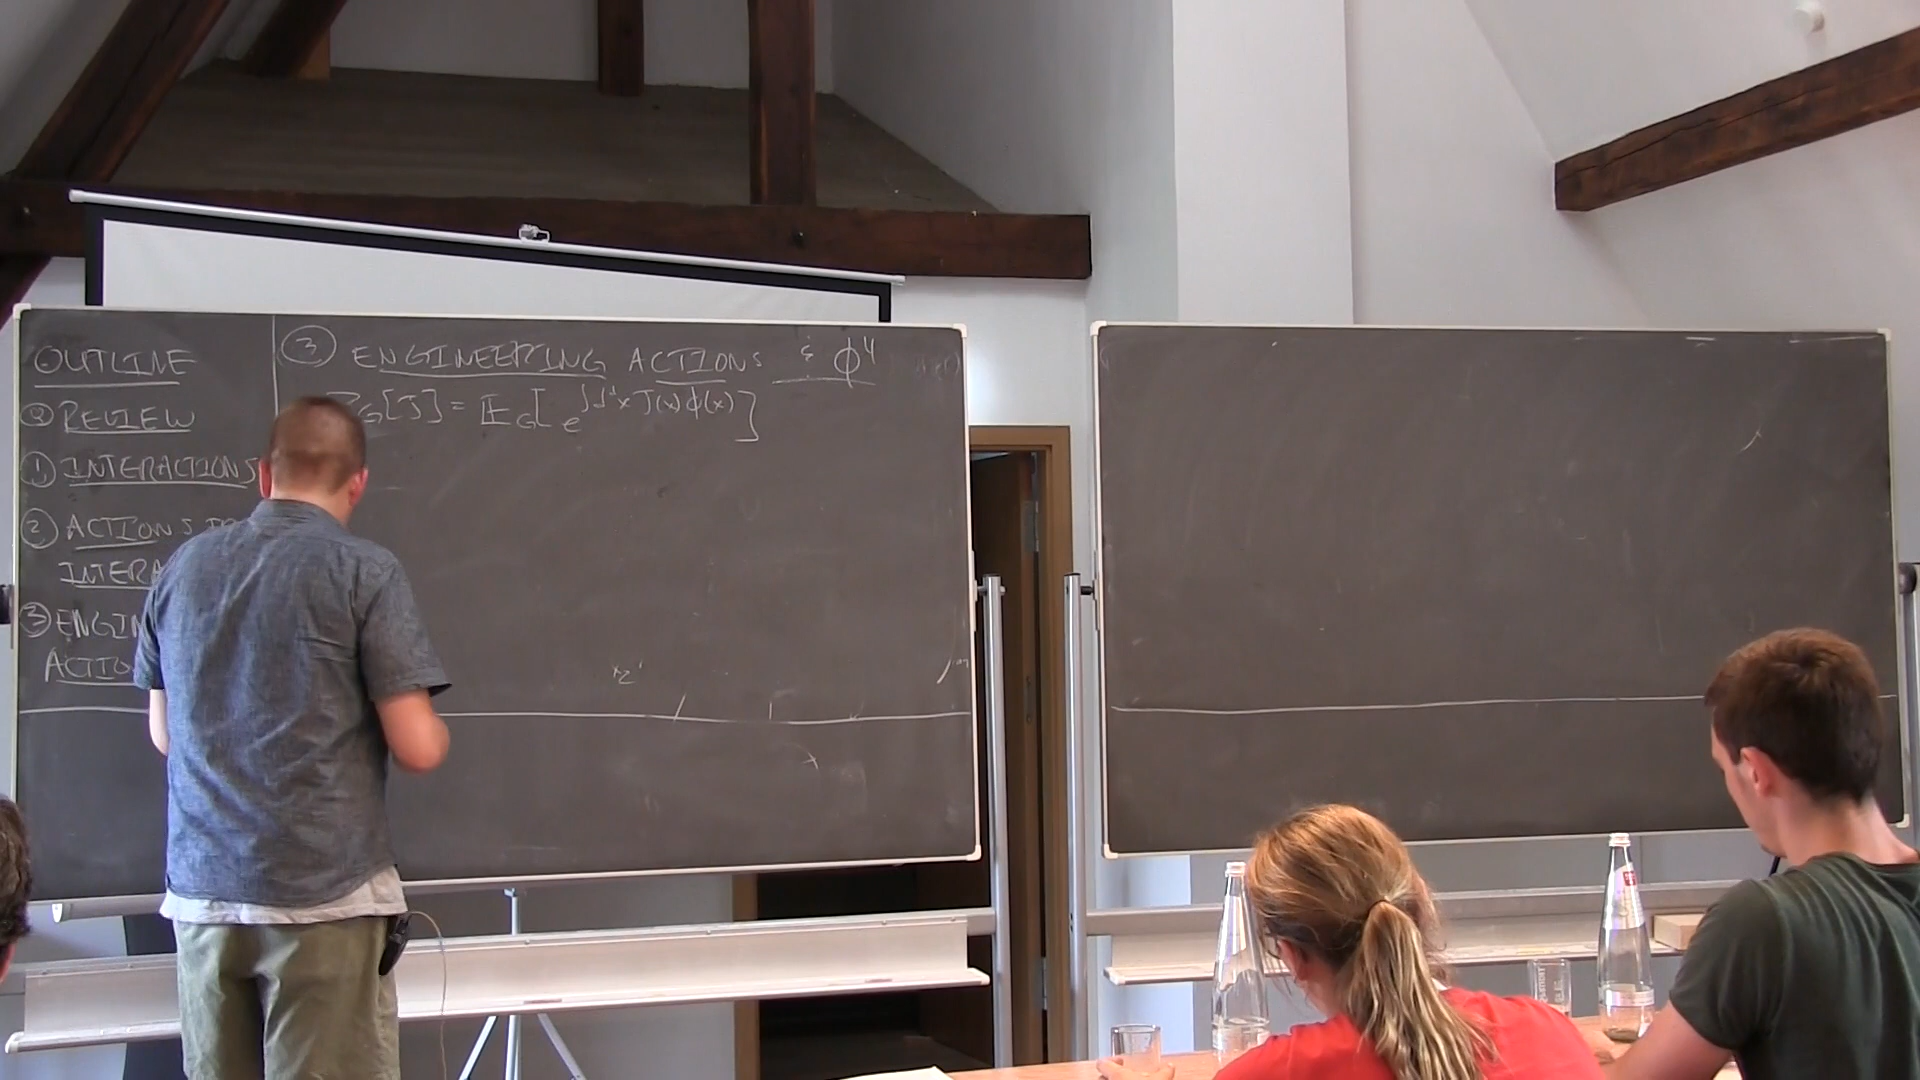 OUTLINE
⓪ REVIEW
① INTERACTIONS
② ACTIONS
INTERA
③ ENGIN
ACTIO
③ ENGINEERING ACTIONS & ϕ⁴
Z_G[J] = 𝔼_G[e^{∫d^dx J(x)ϕ(x)}]